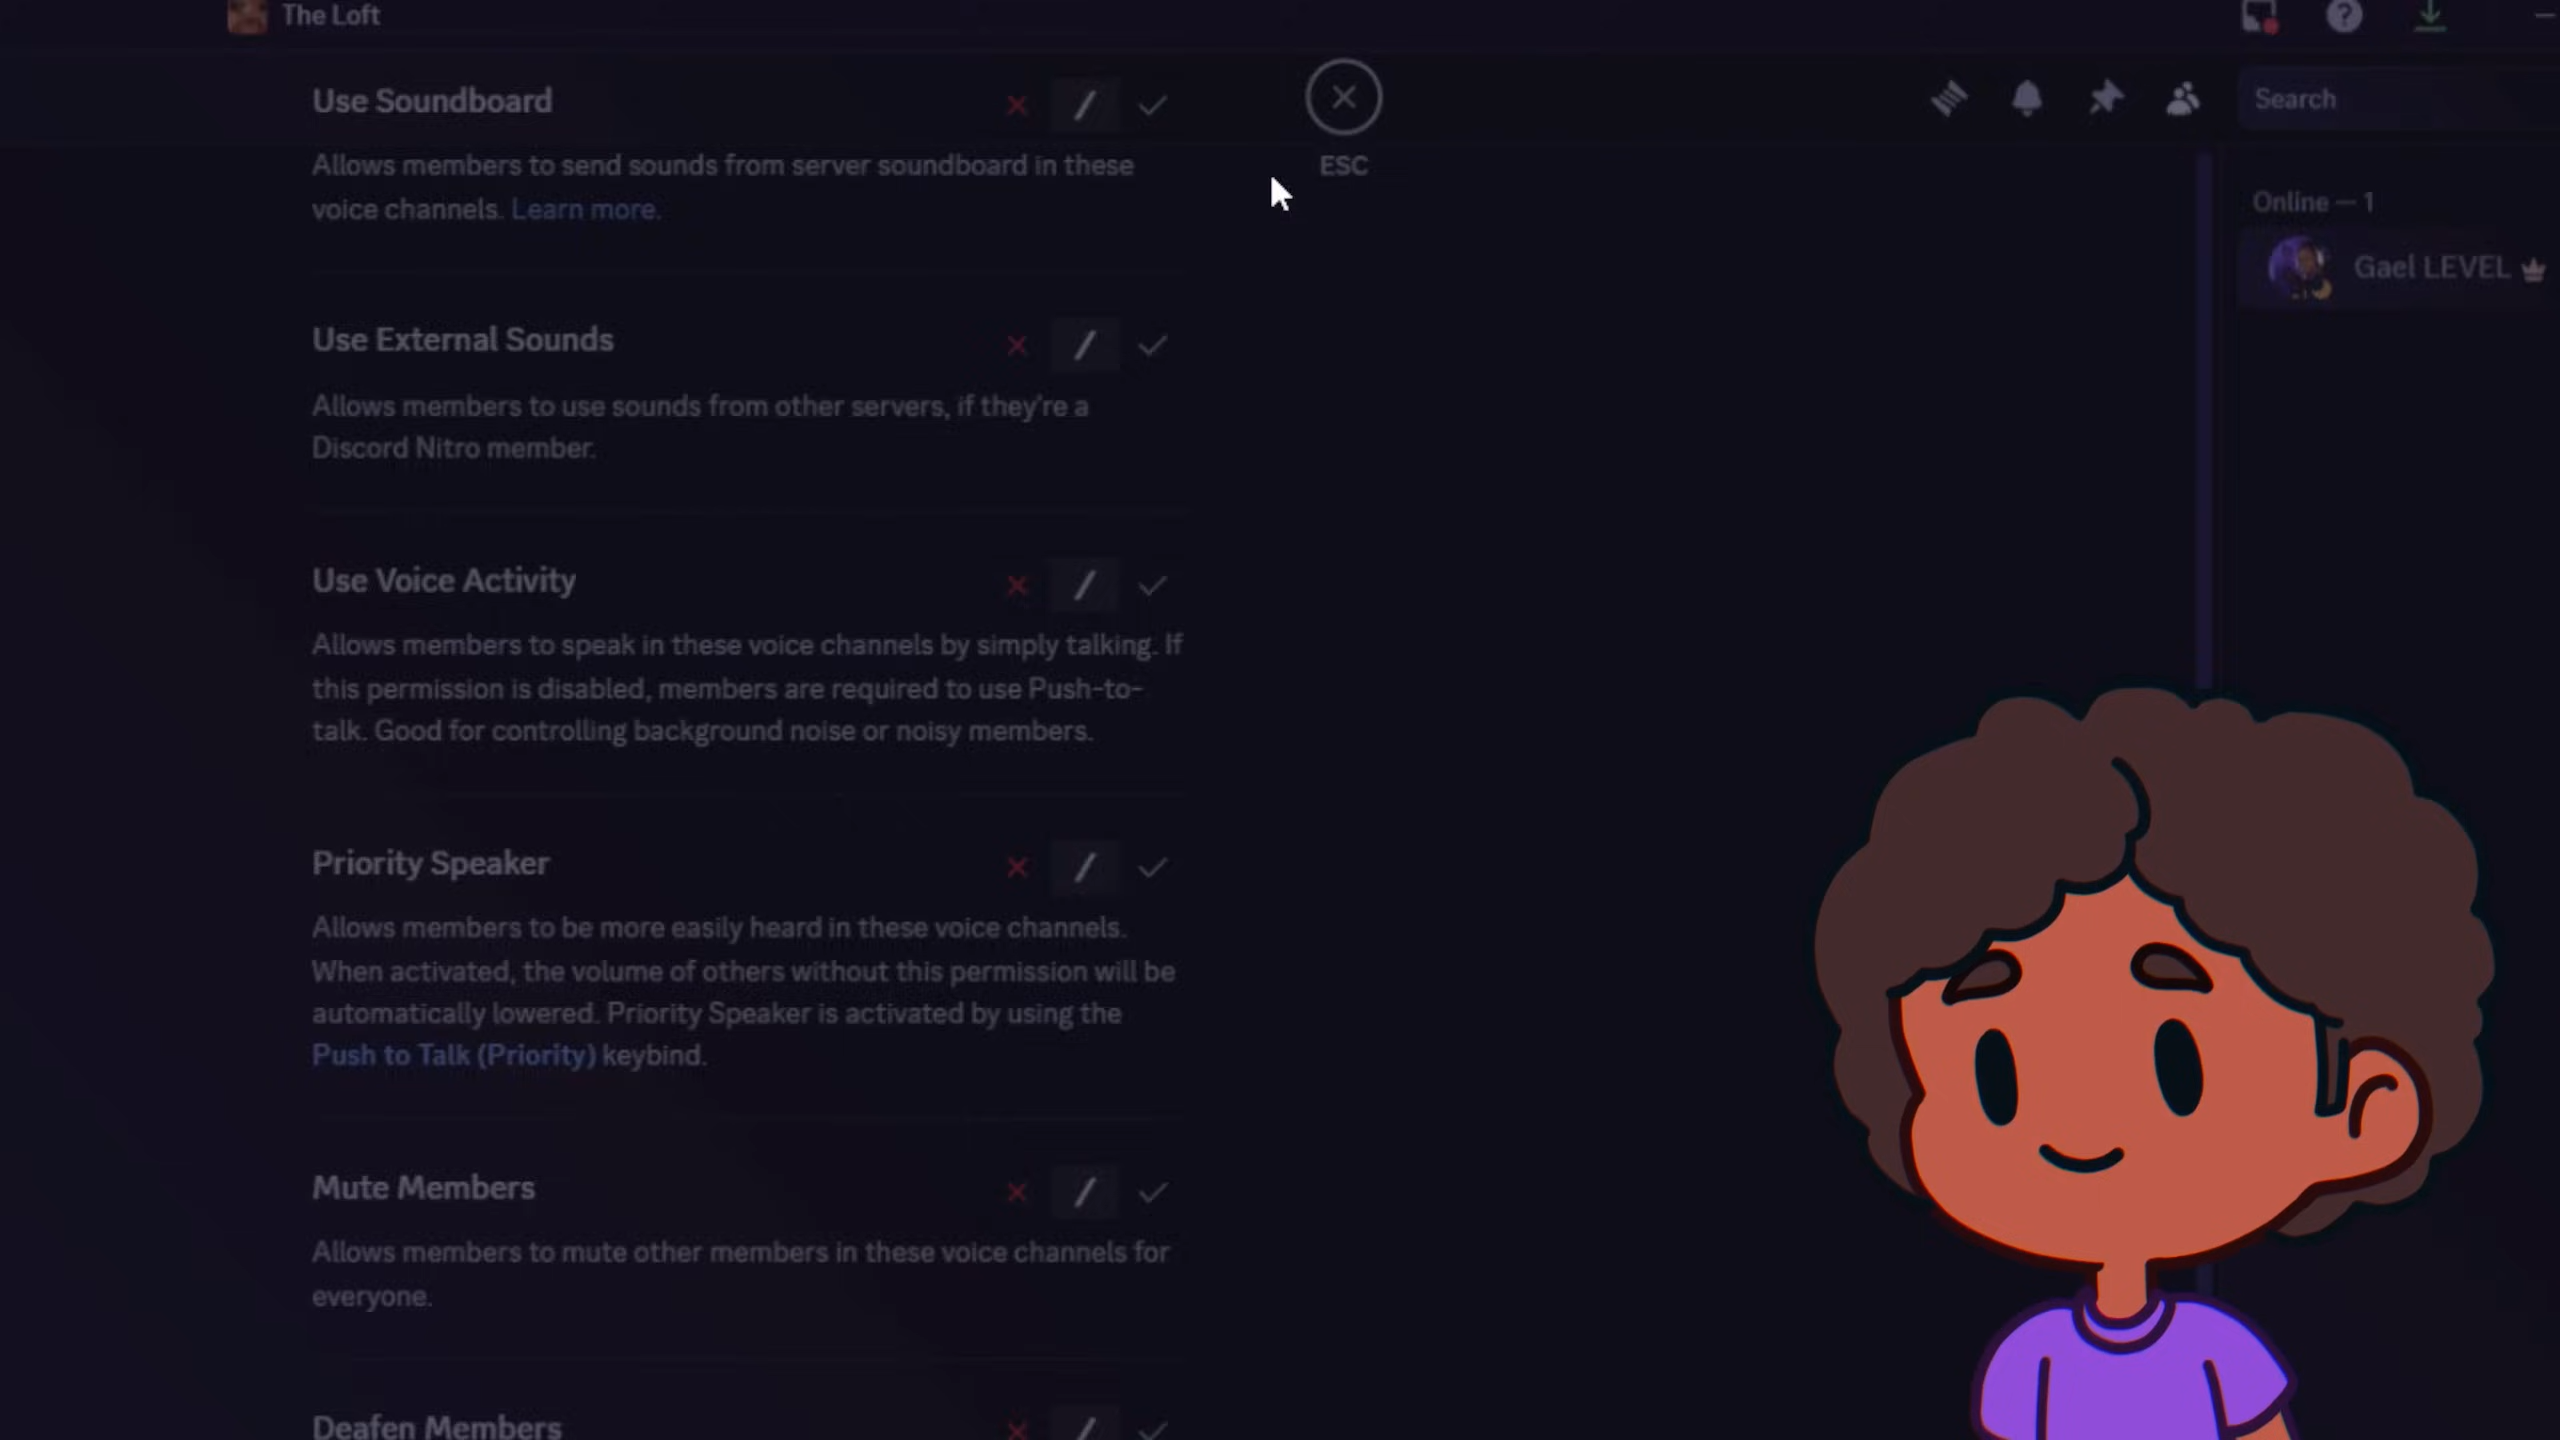 The Loft
Use Soundboard
ESC
Search
Allows members to send sounds from server soundboard in these
voice channels. Learn more.
Online — 1
Gael LEVEL
Use External Sounds
Allows members to use sounds from other servers, if they're a
Discord Nitro member.
Use Voice Activity
Allows members to speak in these voice channels by simply talking. If
this permission is disabled, members are required to use Push-to-
talk. Good for controlling background noise or noisy members.
Priority Speaker
Allows members to be more easily heard in these voice channels.
When activated, the volume of others without this permission will be
automatically lowered. Priority Speaker is activated by using the
Push to Talk (Priority) keybind.
Mute Members
Allows members to mute other members in these voice channels for
everyone.
Deafen Members